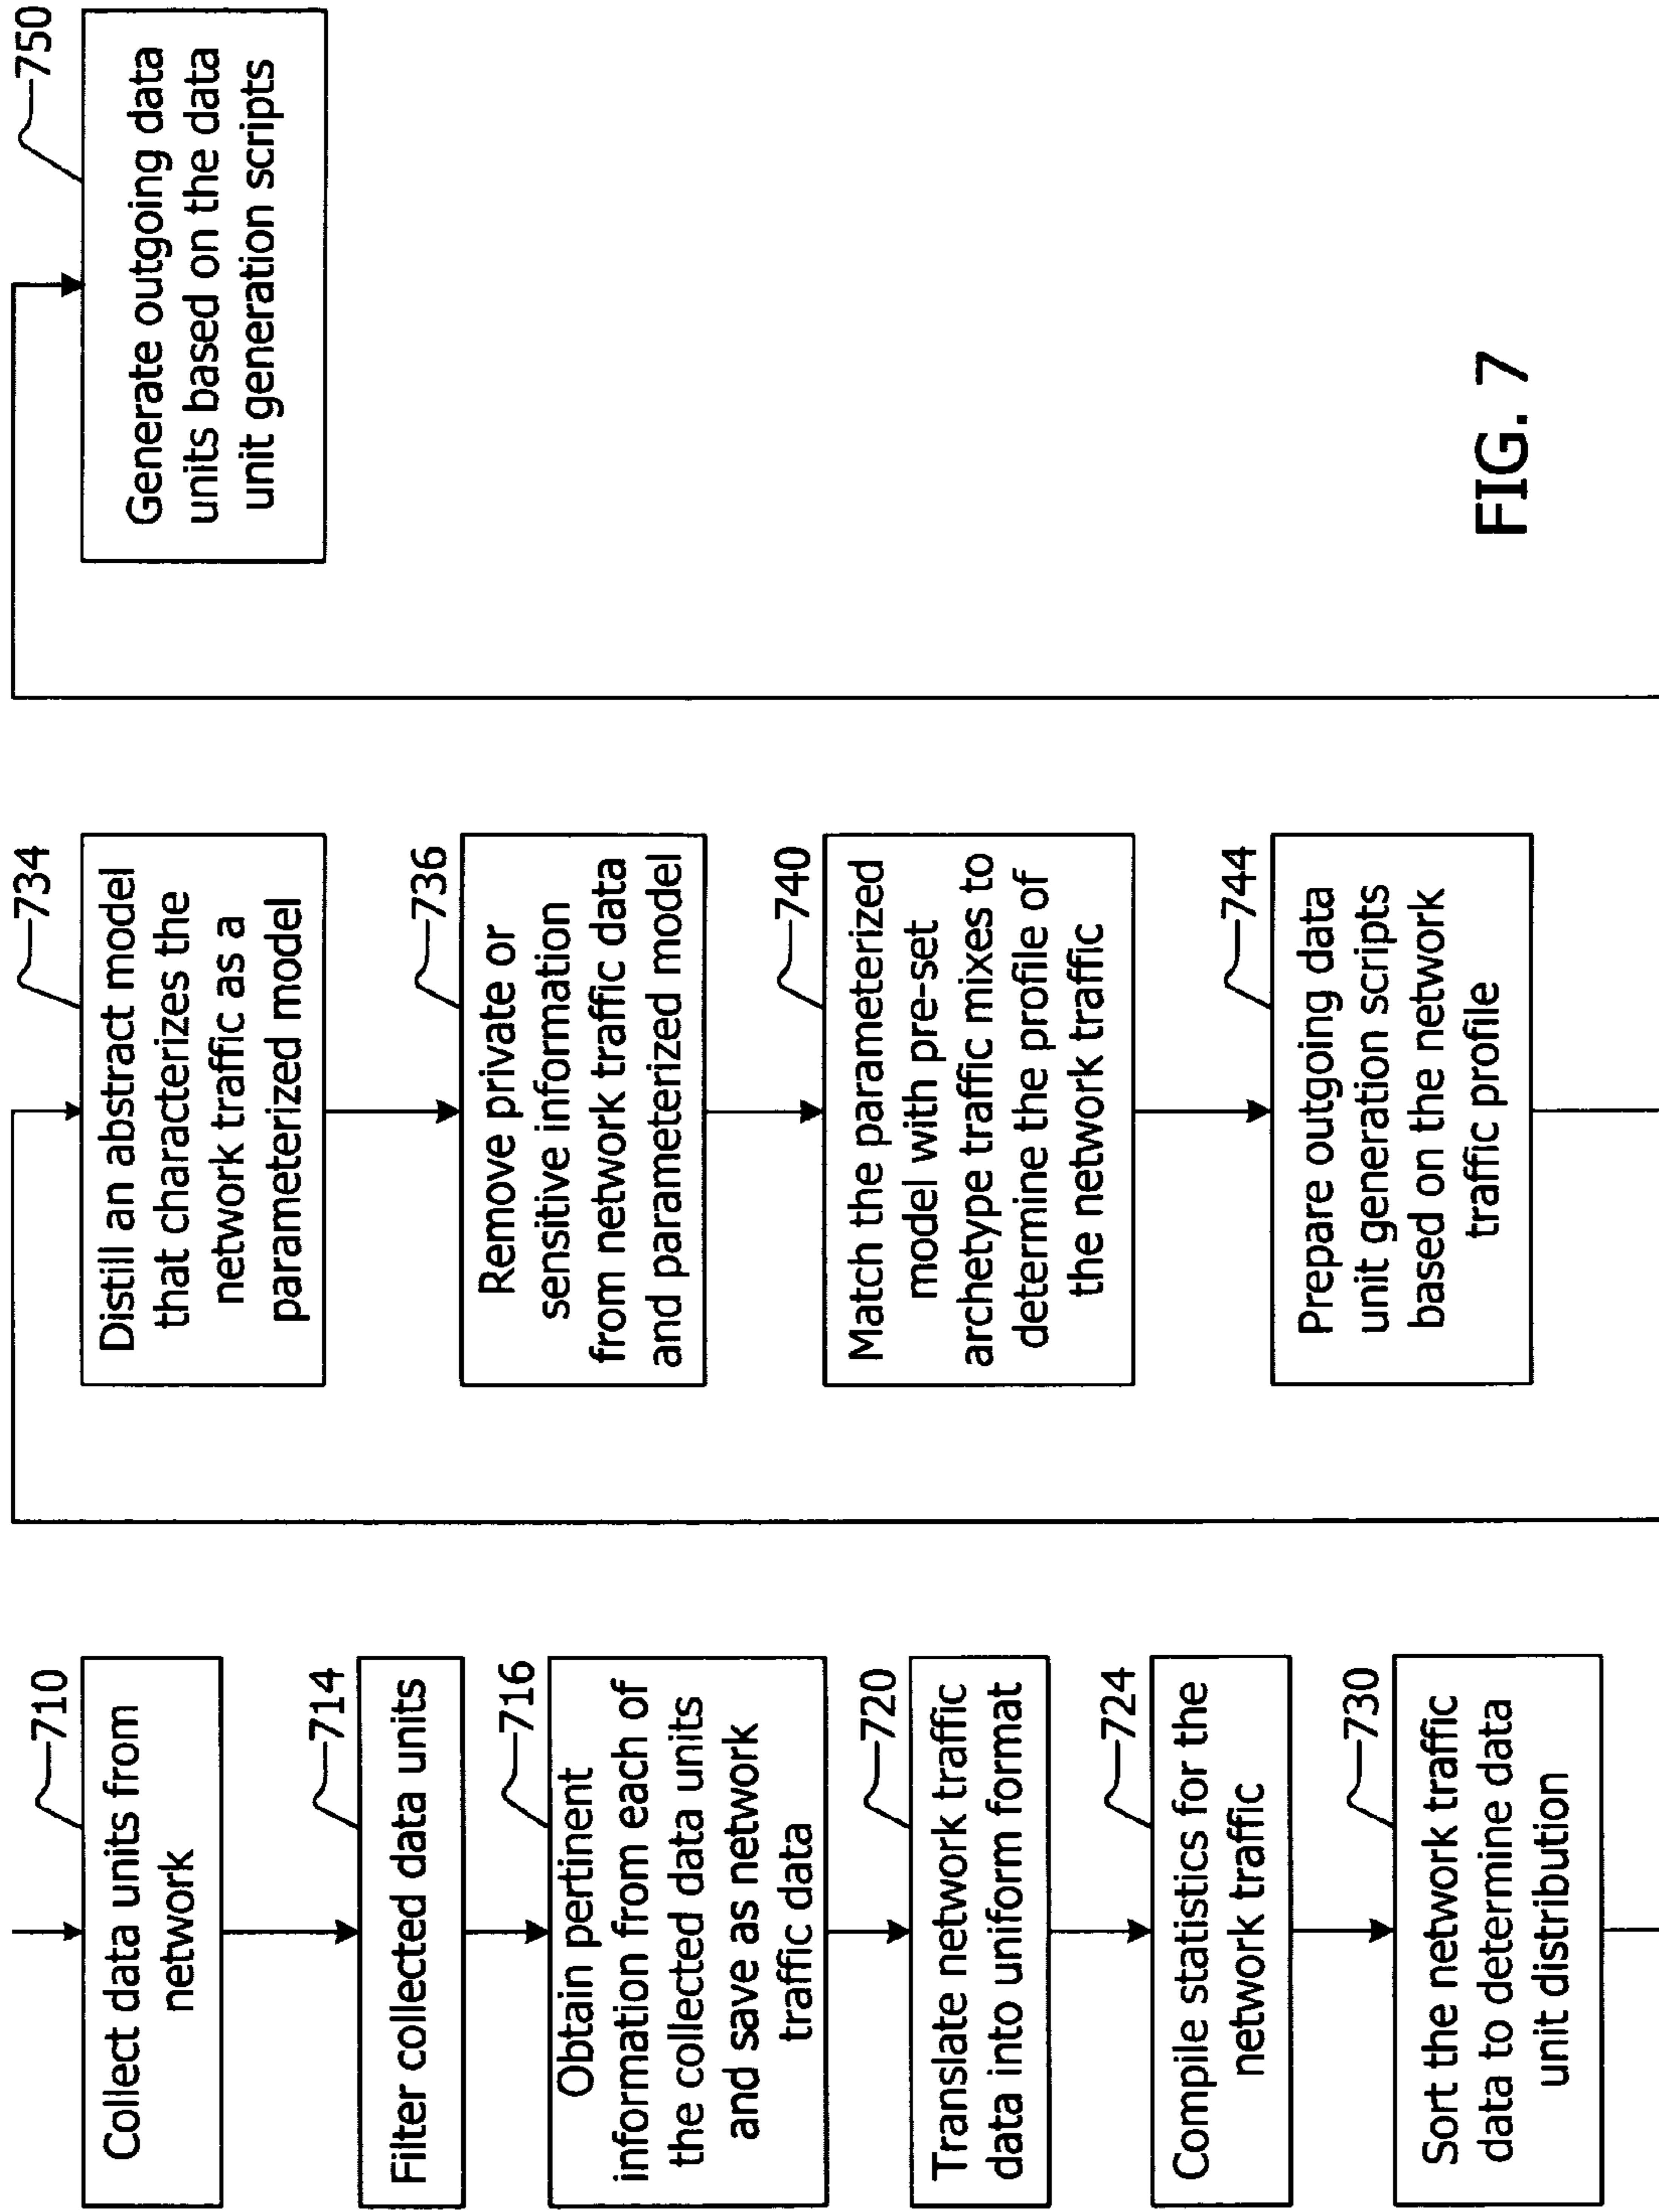 710
Collect data units from
network
714
Filter collected data units
716
Obtain pertinent
information from each of
the collected data units
and save as network
traffic data
720
Translate network traffic
data into uniform format
724
Compile statistics for the
network traffic
730
Sort the network traffic
data to determine data
unit distribution
734
Distill an abstract model
that characterizes the
network traffic as a
parameterized model
736
Remove private or
sensitive information
from network traffic data
and parameterized model
740
Match the parameterized
model with pre-set
archetype traffic mixes to
determine the profile of
the network traffic
744
Prepare outgoing data
unit generation scripts
based on the network
traffic profile
750
Generate outgoing data
units based on the data
unit generation scripts
FIG. 7